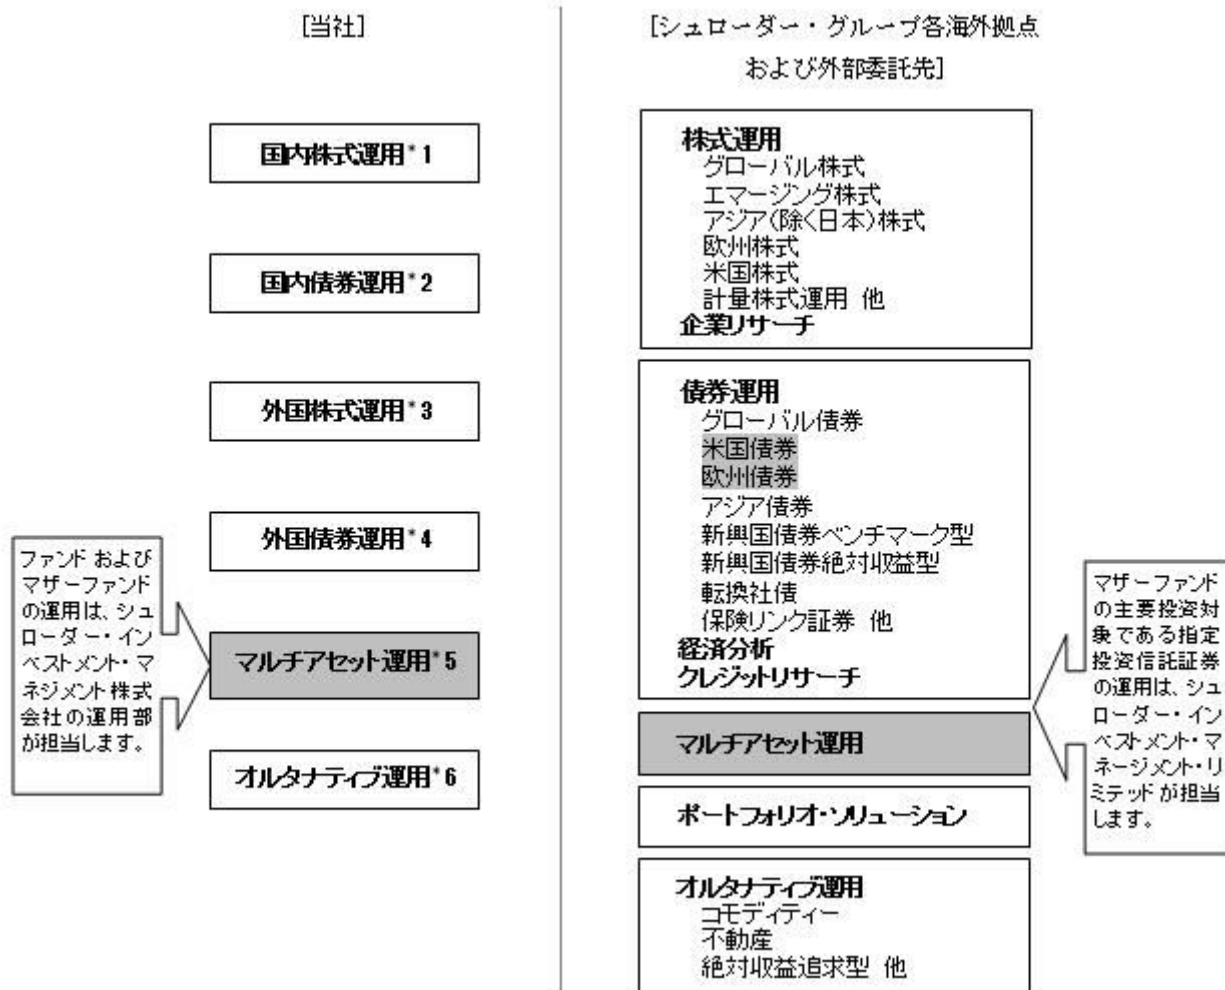 [当社]
国内株式運用*1
国内債券運用*2
外国株式運用*3
外国債券運用*4
マルチアセット運用*5
オルタナティブ運用*6
ファンド および
マザーファンド
の運用は、シュ
ローダー・イン
ベストメント・マ
ネジメント 株式
会社の運用部
が担当します。
[シュローダー・グループ各海外拠点
および外部委託先]
株式運用
グローバル株式
エマージング株式
アジア(除く日本)株式
欧州株式
米国株式
計量株式運用 他
企業リサーチ
債券運用
グローバル債券
米国債券
欧州債券
アジア債券
新興国債券ベンチマーク型
新興国債券絶対収益型
転換社債
保険リンク証券 他
経済分析
クレジットリサーチ
マルチアセット運用
ポートフォリオ・ソリューション
オルタナティブ運用
コモディティー
不動産
絶対収益追求型 他
マザーファンド
の主要投資対
象である指定
投資信託証券
の運用は、シュ
ローダー・イン
ベストメント・マ
ネージメント・リ
ミテッド が担当
します。